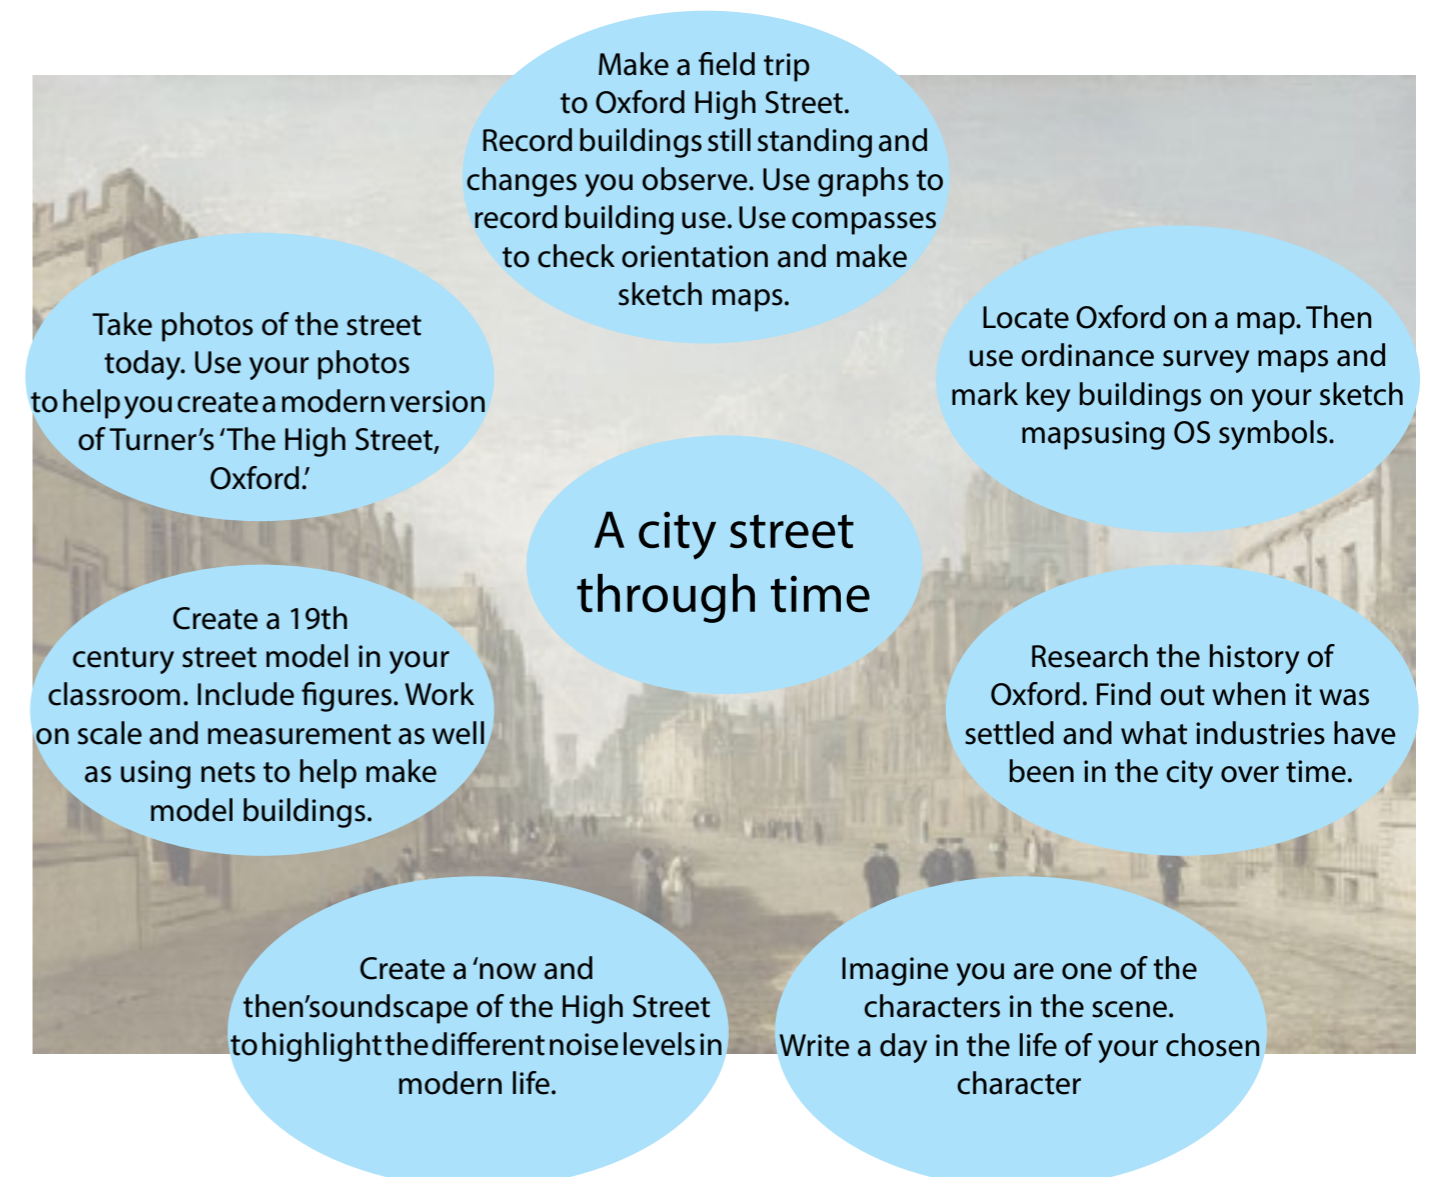 Make a field trip
to Oxford High Street.
Record buildings still standing and
changes you observe. Use graphs to
record building use. Use compasses
to check orientation and make
sketch maps.
Take photos of the street
today. Use your photos
to help you create a modern version
of Turner's 'The High Street,
Oxford.'
Locate Oxford on a map. Then
use ordinance survey maps and
mark key buildings on your sketch
mapsusing OS symbols.
A city street
through time
Create a 19th
century street model in your
classroom. Include figures. Work
on scale and measurement as well
as using nets to help make
model buildings.
Research the history of
Oxford. Find out when it was
settled and what industries have
been in the city over time.
Create a 'now and
then'soundscape of the High Street
to highlight the different noise levels in
modern life.
Imagine you are one of the
characters in the scene.
Write a day in the life of your chosen
character